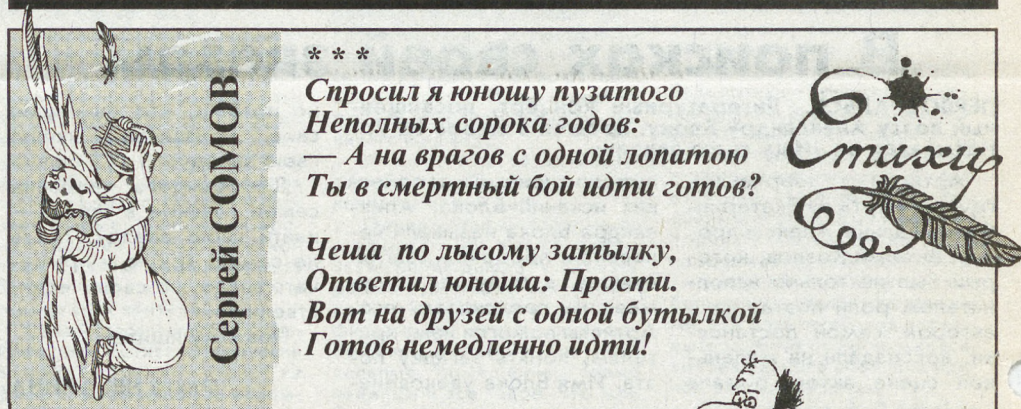 Сергей СОМОВ
* * *
Спросил я юношу пузатого
Неполных сорока годов:
— А на врагов с одной лопатою
Ты в смертный бой идти готов?
Чеша по лысому затылку,
Ответил юноша: Прости.
Вот на друзей с одной бутылкой
Готов немедленно идти!
Стихи